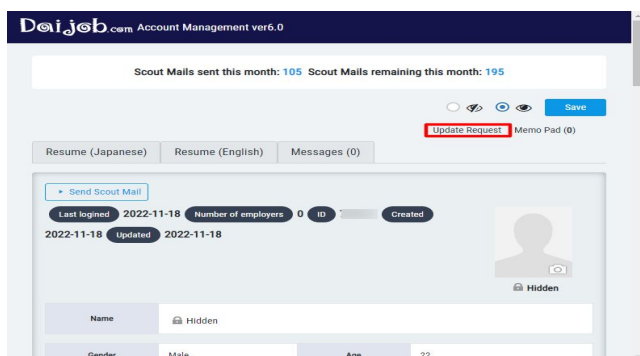 Daijob.com Account Management ver6.0
Scout Mails sent this month: 105 Scout Mails remaining this month: 195
Save
Update Request Memo Pad (0)
Resume (Japanese) Resume (English) Messages (0)
Send Scout Mail
Last logined 2022-11-18 Number of employers 0 ID Created
2022-11-18 Updated 2022-11-18
Hidden
Name Hidden
Gender Male Age 22